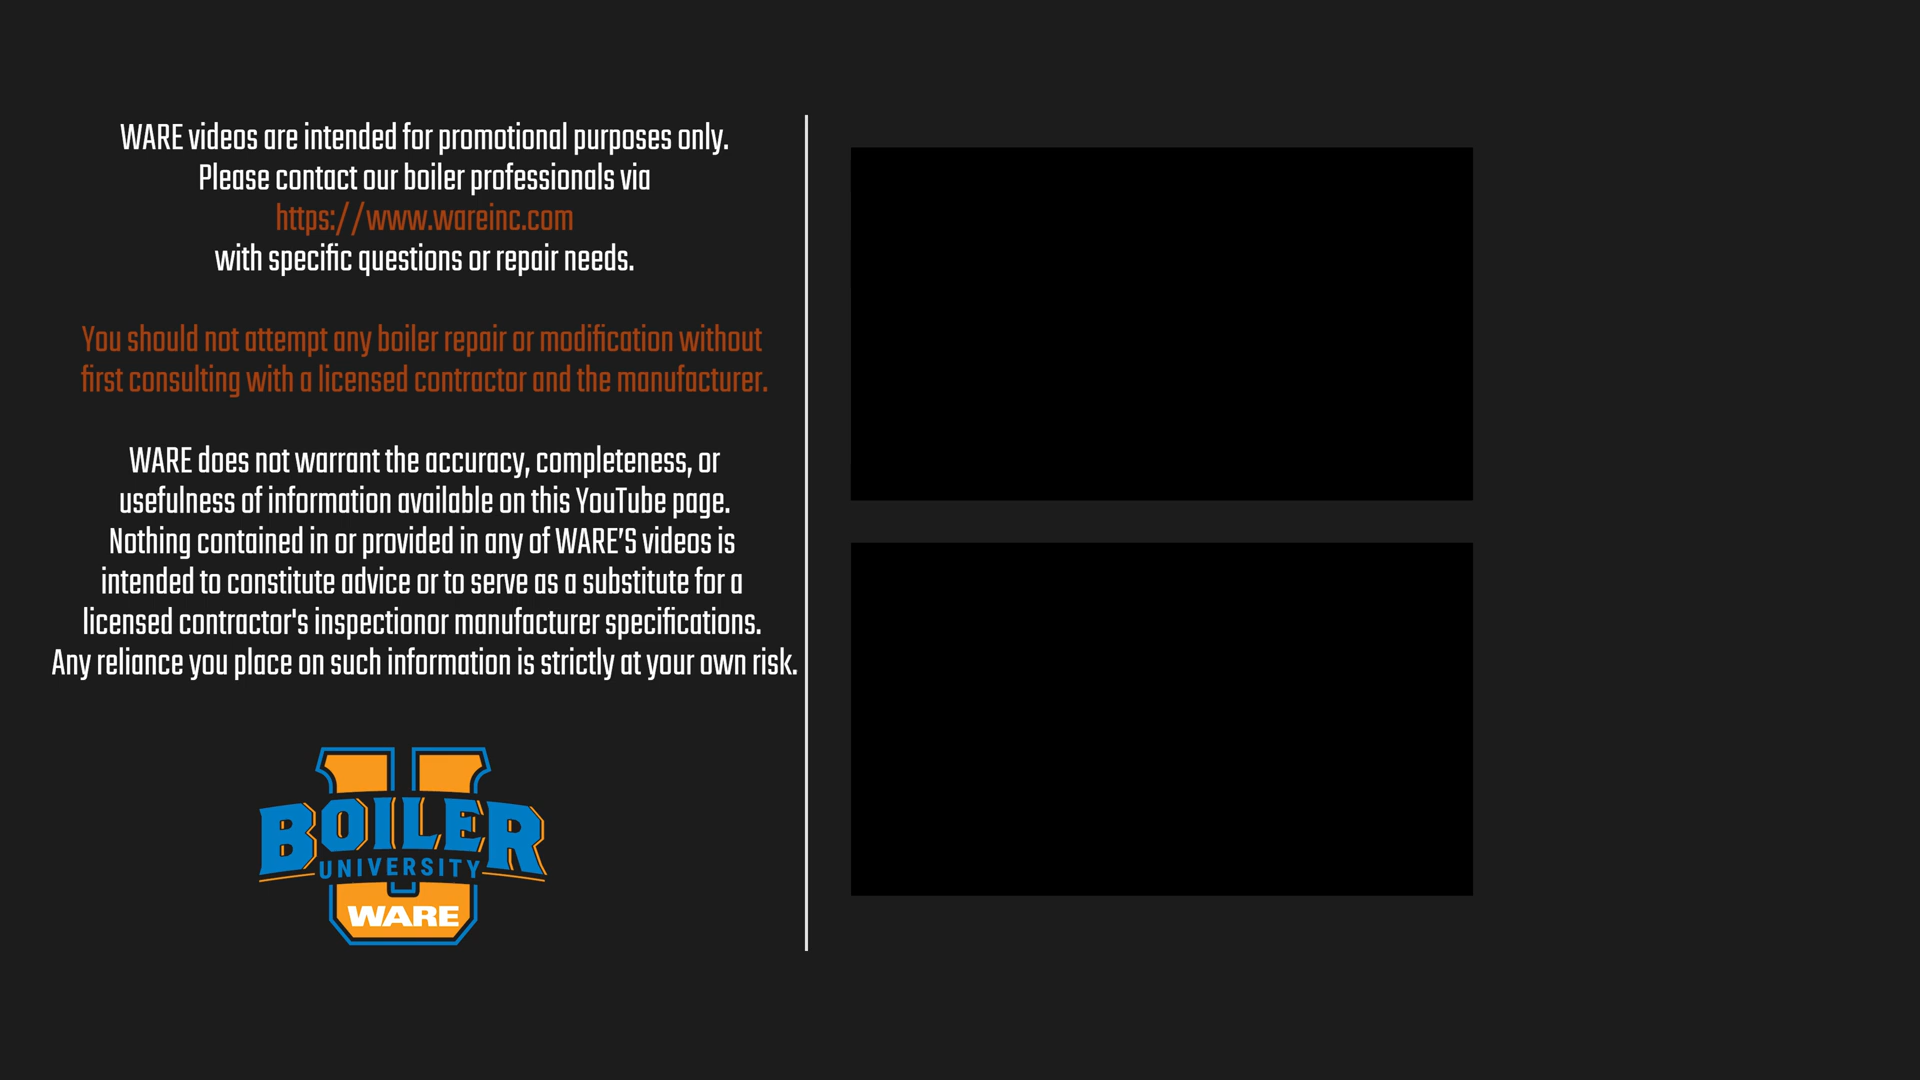 WARE videos are intended for promotional purposes only.
Please contact our boiler professionals via
https://www.wareinc.com
with specific questions or repair needs.
You should not attempt any boiler repair or modification without
first consulting with a licensed contractor and the manufacturer.
WARE does not warrant the accuracy, completeness, or
usefulness of information available on this YouTube page.
Nothing contained in or provided in any of WARE'S videos is
intended to constitute advice or to serve as a substitute for a
licensed contractor's inspectionor manufacturer specifications.
Any reliance you place on such information is strictly at your own risk.
U
BOILER
UNIVERSITY
WARE